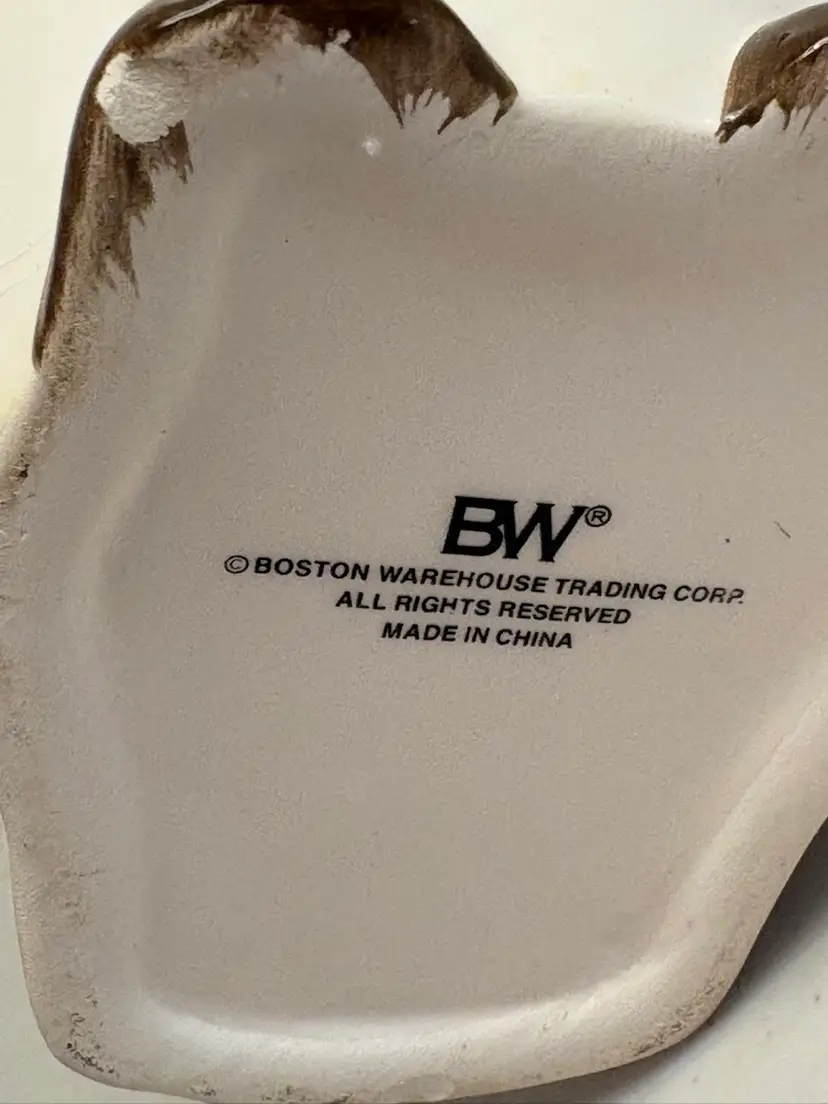 BW®
© BOSTON WAREHOUSE TRADING CORP.
ALL RIGHTS RESERVED
MADE IN CHINA